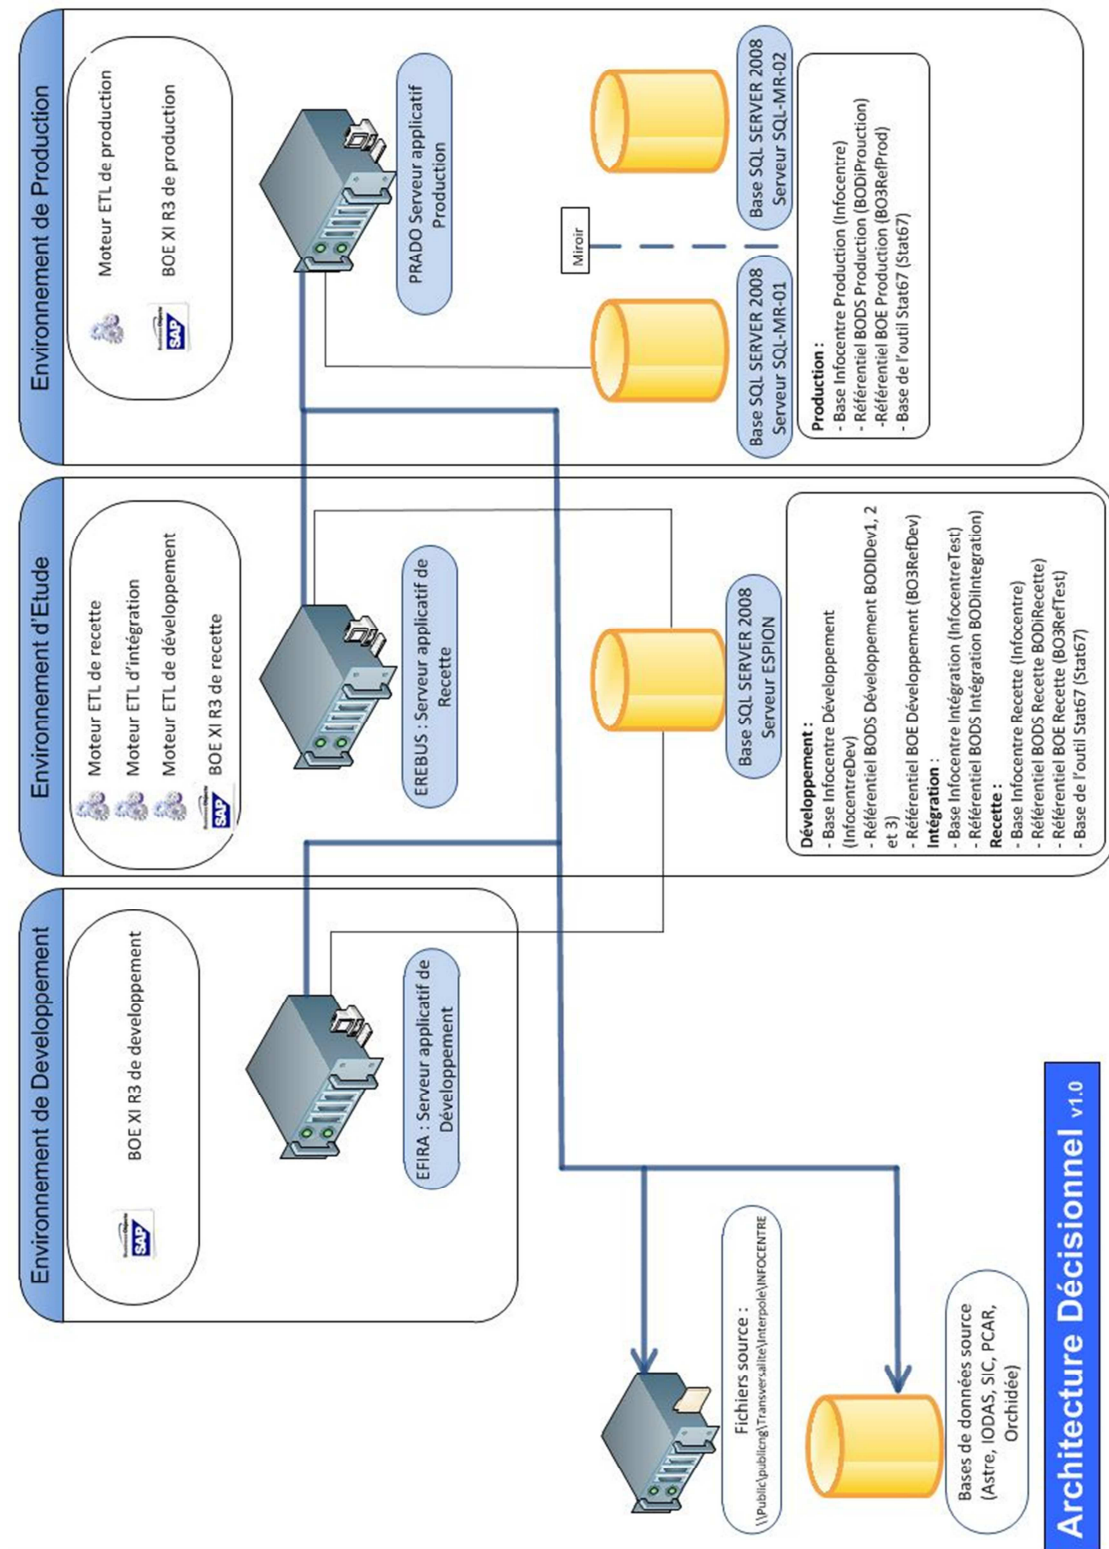 Environnement de Developpement
BOE XI R3 de developpement
SAP
EFIRA : Serveur applicatif de
Développement
Environnement d'Etude
Moteur ETL de recette
Moteur ETL d'intégration
Moteur ETL de développement
BOE XI R3 de recette
SAP
EREBUS : Serveur applicatif de
Recette
Base SQL SERVER 2008
Serveur ESPION
Développement :
- Base Infocentre Développement
(InfocentreDev)
- Référentiel BODS Développement BODIDev1, 2
et 3)
- Référentiel BOE Développement (BO3RefDev)
Intégration :
- Base Infocentre Intégration (InfocentreTest)
- Référentiel BODS Intégration BODiIntegration)
Recette :
- Base Infocentre Recette (Infocentre)
- Référentiel BODS Recette BODiRecette)
- Référentiel BOE Recette (BO3RefTest)
- Base de l'outil Stat67 (Stat67)
Environnement de Production
Moteur ETL de production
BOE XI R3 de production
Business Objects
SAP
PRADO Serveur applicatif
Production
Miroir
Base SQL SERVER 2008
Serveur SQL-MR-01
Base SQL SERVER 2008
Serveur SQL-MR-02
Production :
- Base Infocentre Production (Infocentre)
- Référentiel BODS Production (BODiProuction)
-Référentiel BOE Production (BO3RefProd)
- Base de l'outil Stat67 (Stat67)
Fichiers source :
\\Public\publicng\Transversalite\Interpole\INFOCENTRE
Bases de données source
(Astre, IODAS, SIC, PCAR,
Orchidée)
Architecture Décisionnel v1.0